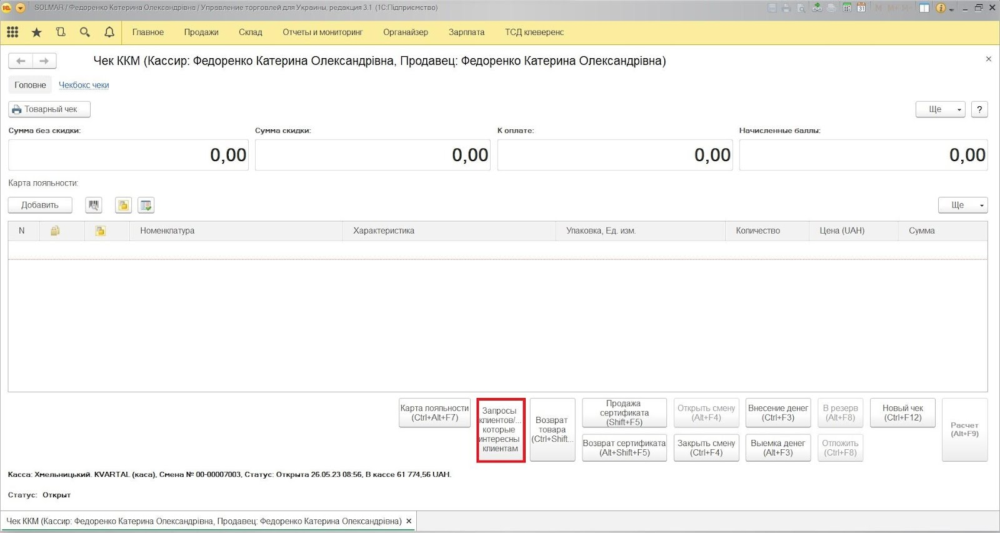 SOLMAR / Федоренко Катерина Олександрівна / Управление торговлей для Украины, редакция 3.1 (1С:Підприємство)
Главное Продажи Склад Отчеты и мониторинг Органайзер Зарплата ТСД клеверенс
Чек ККМ (Кассир: Федоренко Катерина Олександрівна, Продавец: Федоренко Катерина Олександрівна)
Головне Чекбокс чеки
Товарный чек Ще ?
Сумма без скидки: Сумма скидки: К оплате: Начисленные баллы:
0,00 0,00 0,00 0,00
Карта лояльности:
Добавить Ще
N Номенклатура Характеристика Упаковка, Ед. изм. Количество Цена (UAH) Сумма
Карта лояльности
(Ctrl+Alt+F7)
Запросы
клиентов/...
которые
интересны
клиентам
Возврат
товара
(Ctrl+Shift...
Продажа
сертификата
(Shift+F5)
Возврат сертификата
(Alt+Shift+F5)
Открыть смену
(Alt+F4)
Закрыть смену
(Ctrl+F4)
Внесение денег
(Ctrl+F3)
Выемка денег
(Alt+F3)
В резерв
(Alt+F8)
Отложить
(Ctrl+F8)
Новый чек
(Ctrl+F12)
Расчет
(Alt+F9)
Касса: Хмельницький. KVARTAL (каса), Смена № 00-00007003, Статус: Открыта 26.05.23 08:56, В кассе 61 774,56 UAH.
Статус: Открыт
Чек ККМ (Кассир: Федоренко Катерина Олександрівна, Продавец: Федоренко Катерина Олександрівна)